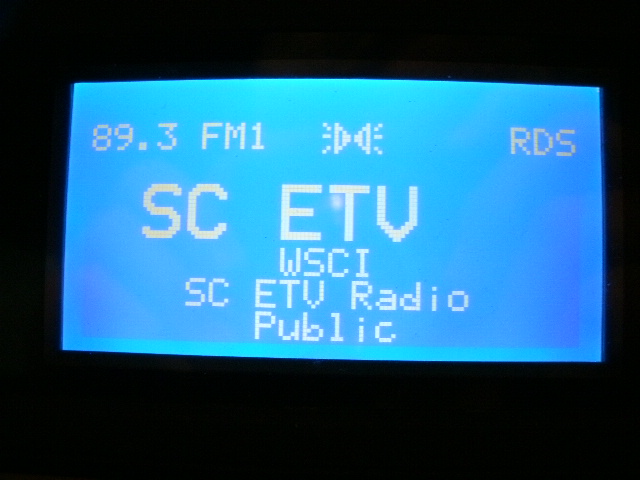 89.3 FM1 RDS
SC ETV
WSCI
SC ETV Radio
Public